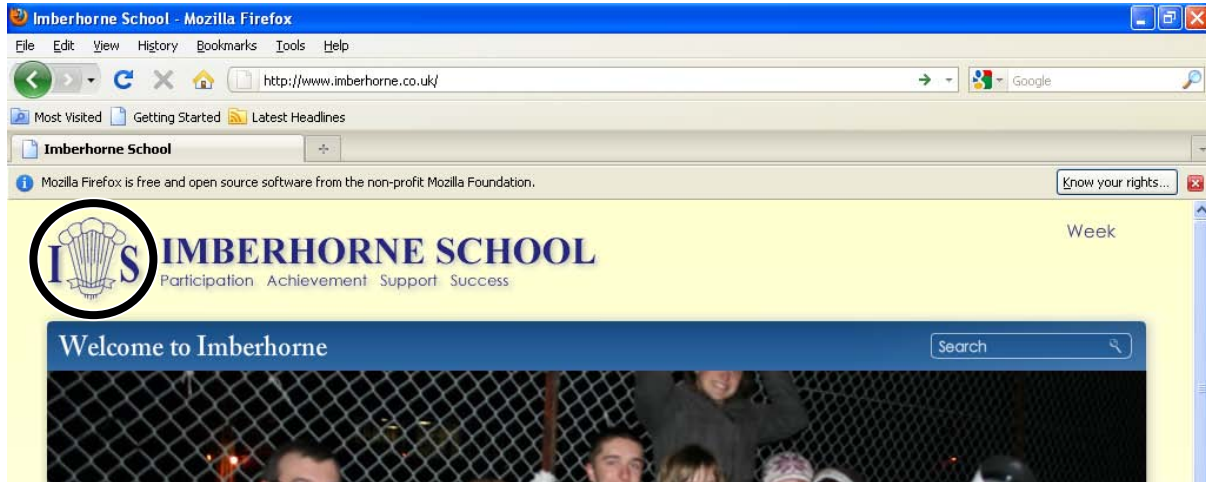 Imberhorne School - Mozilla Firefox
File Edit View History Bookmarks Tools Help
http://www.imberhorne.co.uk/ Google
Most Visited Getting Started Latest Headlines
Imberhorne School
Mozilla Firefox is free and open source software from the non-profit Mozilla Foundation. Know your rights...
Week
I S IMBERHORNE SCHOOL
Participation Achievement Support Success
Welcome to Imberhorne Search